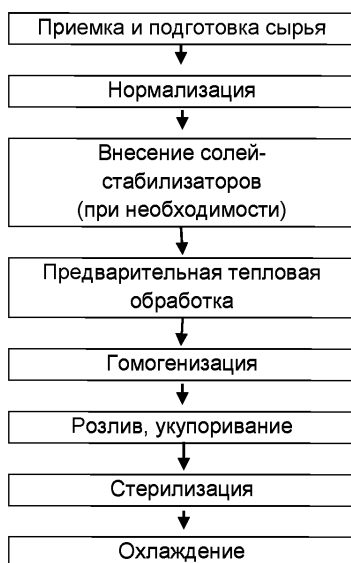 Приемка и подготовка сырья
Нормализация
Внесение солей-
стабилизаторов
(при необходимости)
Предварительная тепловая
обработка
Гомогенизация
Розлив, укупоривание
Стерилизация
Охлаждение